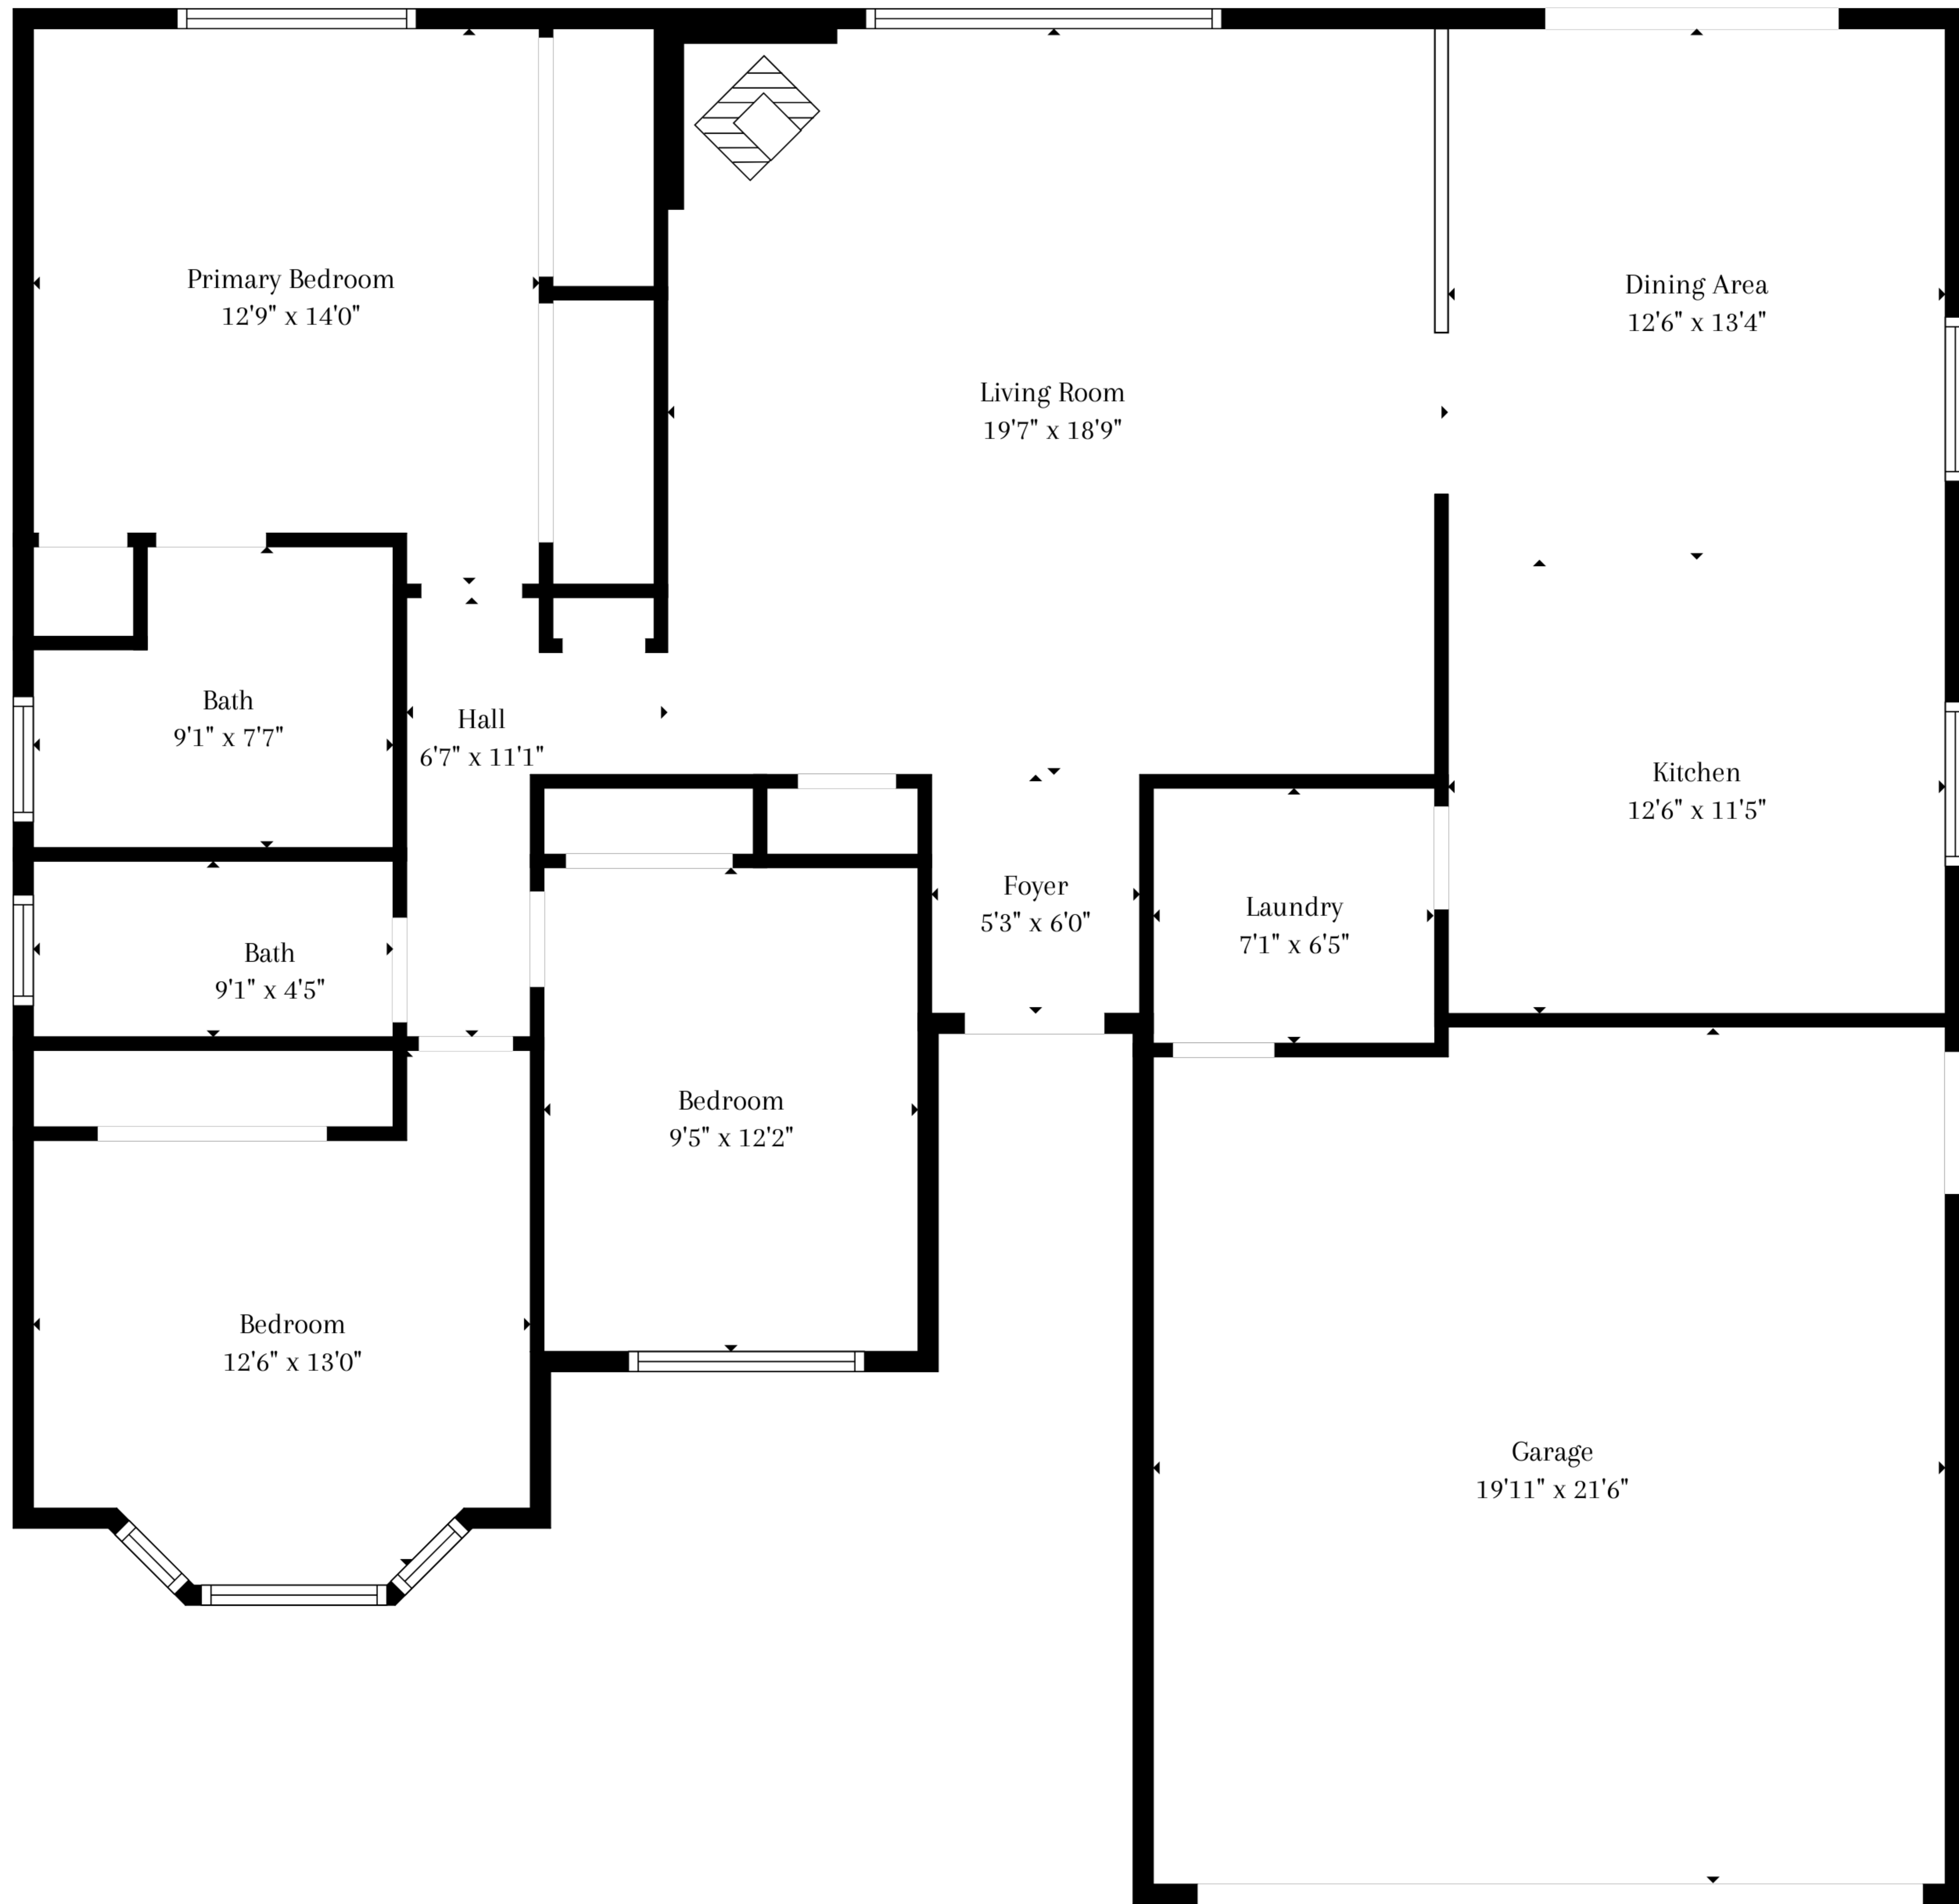 Primary Bedroom
12'9" x 14'0"
Dining Area
12'6" x 13'4"
Living Room
19'7" x 18'9"
Bath
9'1" x 7'7"
Hall
6'7" x 11'1"
Kitchen
12'6" x 11'5"
Foyer
5'3" x 6'0"
Laundry
7'1" x 6'5"
Bath
9'1" x 4'5"
Bedroom
9'5" x 12'2"
Bedroom
12'6" x 13'0"
Garage
19'11" x 21'6"